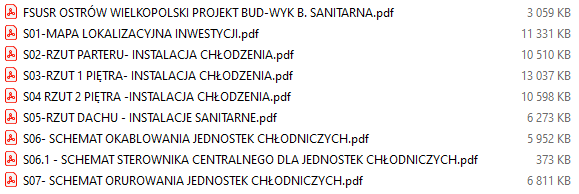 FSUSR OSTRÓW WIELKOPOLSKI PROJEKT BUD-WYK B. SANITARNA.pdf 3 059 KB
S01-MAPA LOKALIZACYJNA INWESTYCJI.pdf 11 331 KB
S02-RZUT PARTERU- INSTALACJA CHŁODZENIA.pdf 10 510 KB
S03-RZUT 1 PIĘTRA- INSTALACJA CHŁODZENIA.pdf 13 037 KB
S04 RZUT 2 PIĘTRA -INSTALACJA CHŁODZENIA.pdf 10 598 KB
S05-RZUT DACHU - INSTALACJE SANITARNE.pdf 6 273 KB
S06- SCHEMAT OKABLOWANIA JEDNOSTEK CHŁODNICZYCH.pdf 5 952 KB
S06.1 - SCHEMAT STEROWNIKA CENTRALNEGO DLA JEDNOSTEK CHŁODNICZYCH.pdf 373 KB
S07- SCHEMAT ORUROWANIA JEDNOSTEK CHŁODNICZYCH.pdf 6 811 KB